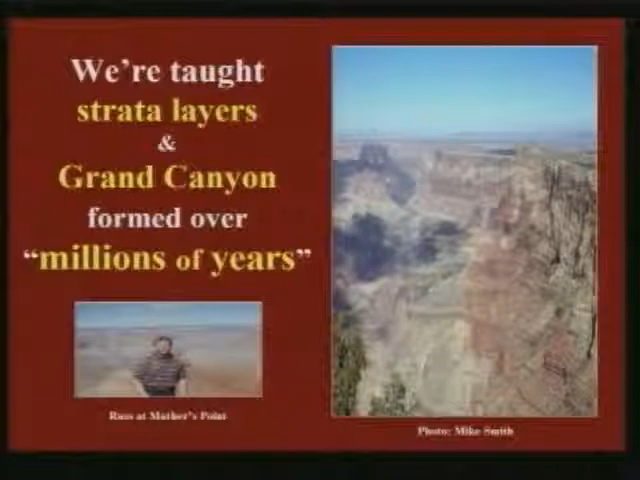 We're taught
strata layers
&
Grand Canyon
formed over
“millions of years”
Russ at Mather's Point
Photo: Mike Smith